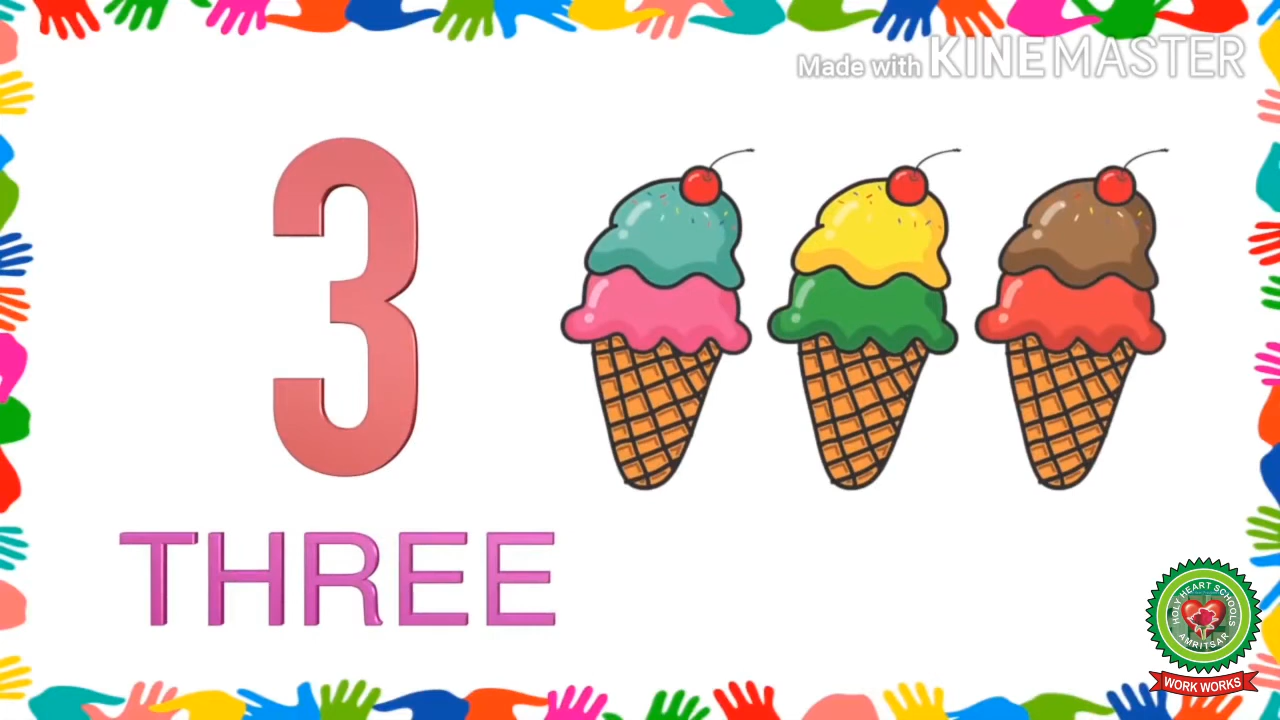 Made with KINEMASTER
3
THREE
HOLY HEART SCHOOLS
AMRITSAR
WORK WORKS